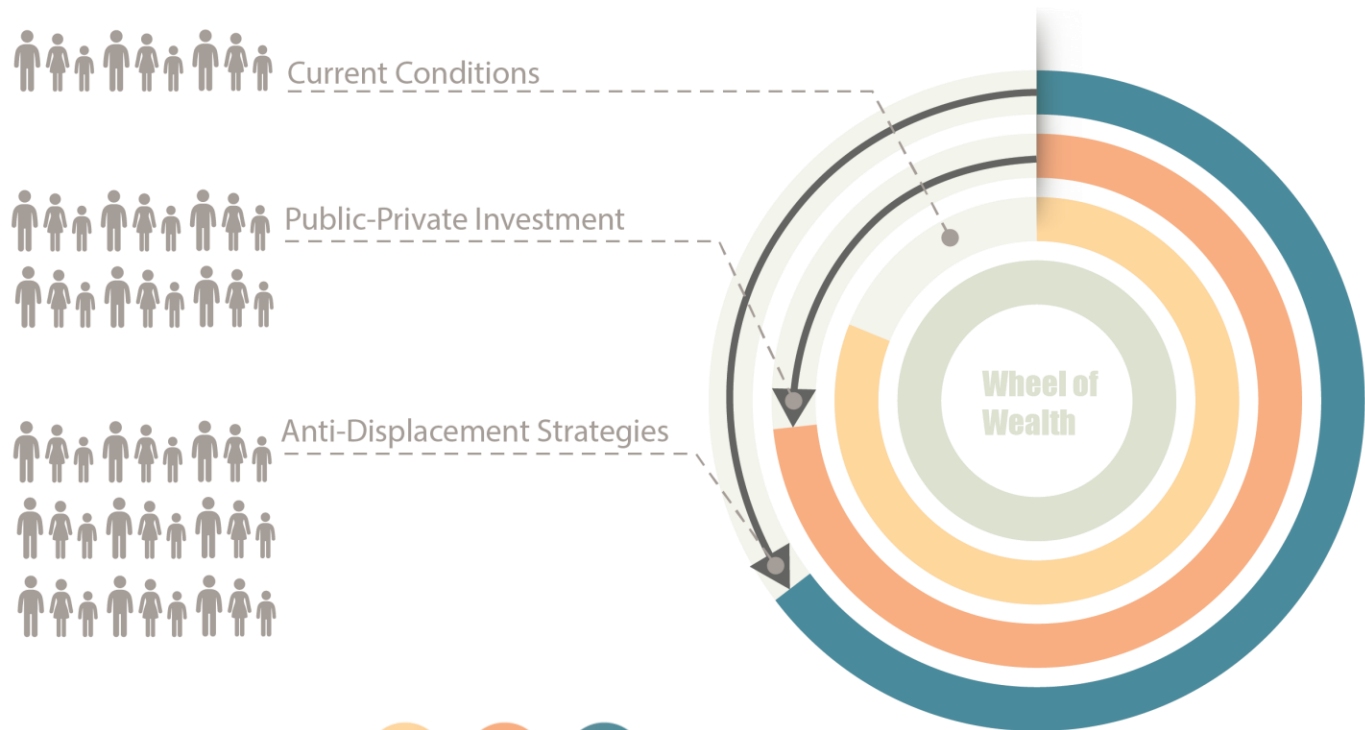 Current Conditions
Public-Private Investment
Anti-Displacement Strategies
Wheel of
Wealth